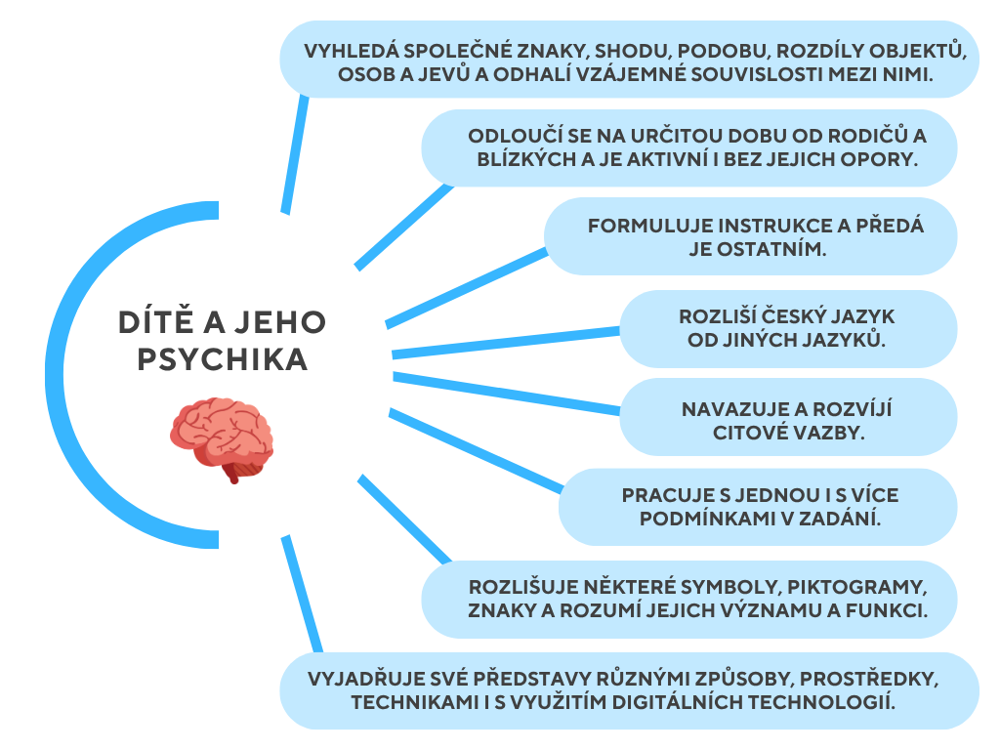 VYHLEDÁ SPOLEČNÉ ZNAKY, SHODU, PODOBU, ROZDÍLY OBJEKTŮ,
OSOB A JEVŮ A ODHALÍ VZÁJEMNÉ SOUVISLOSTI MEZI NIMI.
ODLOUČÍ SE NA URČITOU DOBU OD RODIČŮ A
BLÍZKÝCH A JE AKTIVNÍ I BEZ JEJICH OPORY.
FORMULUJE INSTRUKCE A PŘEDÁ
JE OSTATNÍM.
DÍTĚ A JEHO
PSYCHIKA
ROZLIŠÍ ČESKÝ JAZYK
OD JINÝCH JAZYKŮ.
NAVAZUJE A ROZVÍJÍ
CITOVÉ VAZBY.
PRACUJE S JEDNOU I S VÍCE
PODMÍNKAMI V ZADÁNÍ.
ROZLIŠUJE NĚKTERÉ SYMBOLY, PIKTOGRAMY,
ZNAKY A ROZUMÍ JEJICH VÝZNAMU A FUNKCI.
VYJADŘUJE SVÉ PŘEDSTAVY RŮZNÝMI ZPŮSOBY, PROSTŘEDKY,
TECHNIKAMI I S VYUŽITÍM DIGITÁLNÍCH TECHNOLOGIÍ.